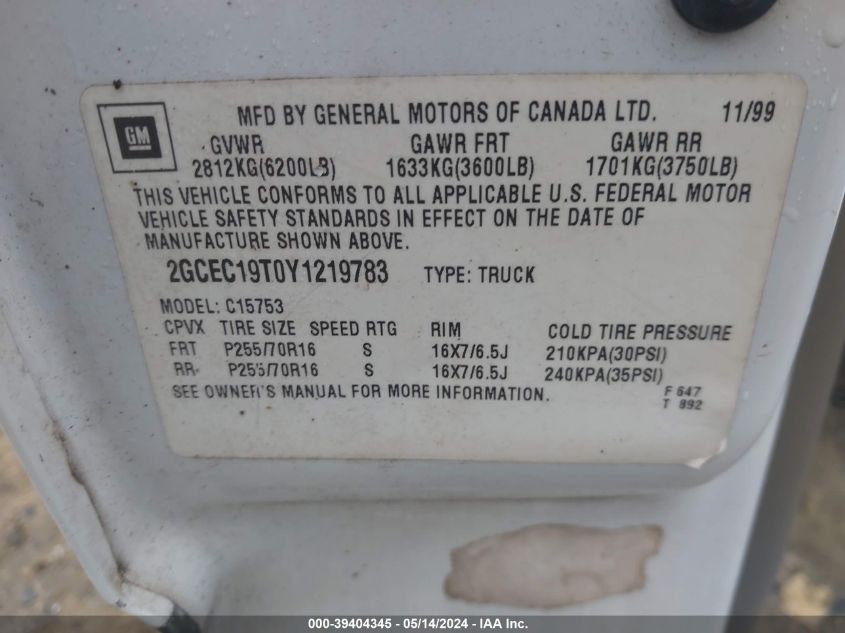 GM
MFD BY GENERAL MOTORS OF CANADA LTD. 11/99
GVWR GAWR FRT GAWR RR
2812KG(6200LB) 1633KG(3600LB) 1701KG(3750LB)
THIS VEHICLE CONFORMS TO ALL APPLICABLE U.S. FEDERAL MOTOR
VEHICLE SAFETY STANDARDS IN EFFECT ON THE DATE OF
MANUFACTURE SHOWN ABOVE.
2GCEC19T0Y1219783 TYPE: TRUCK
MODEL: C15753
CPVX TIRE SIZE SPEED RTG RIM COLD TIRE PRESSURE
FRT P255/70R16 S 16X7/6.5J 210KPA(30PSI)
RR P255/70R16 S 16X7/6.5J 240KPA(35PSI)
SEE OWNER'S MANUAL FOR MORE INFORMATION. F 647
T 892
000-39404345 - 05/14/2024 - IAA Inc.